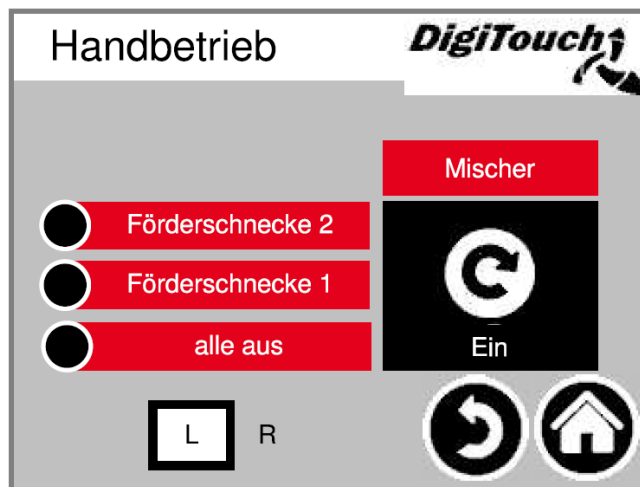 Handbetrieb
DigiTouch
Mischer
Förderschnecke 2
Förderschnecke 1
alle aus
Ein
L R